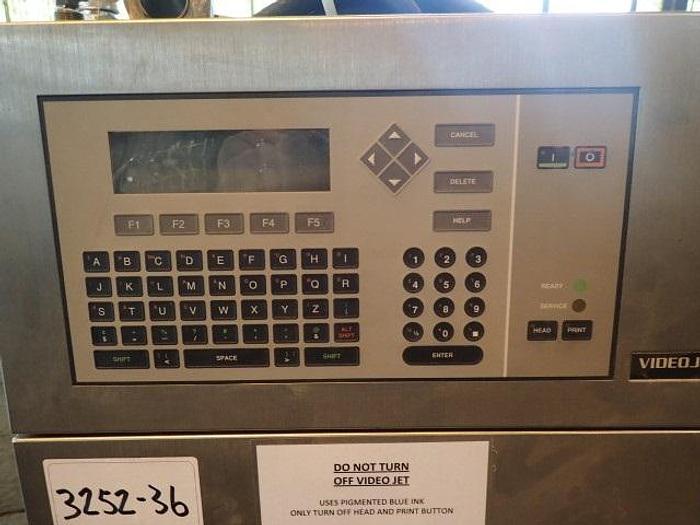 CANCEL
DELETE
HELP
I O
F1 F2 F3 F4 F5
A B C D E F G H I
J K L M N O P Q R
S T U V W X Y Z
ALT SHIFT
SHIFT SPACE SHIFT
1 2 3
4 5 6
7 8 9
0
ENTER
READY
SERVICE
HEAD PRINT
VIDEOJ
3252-36
DO NOT TURN
OFF VIDEO JET
USES PIGMENTED BLUE INK
ONLY TURN OFF HEAD AND PRINT BUTTON